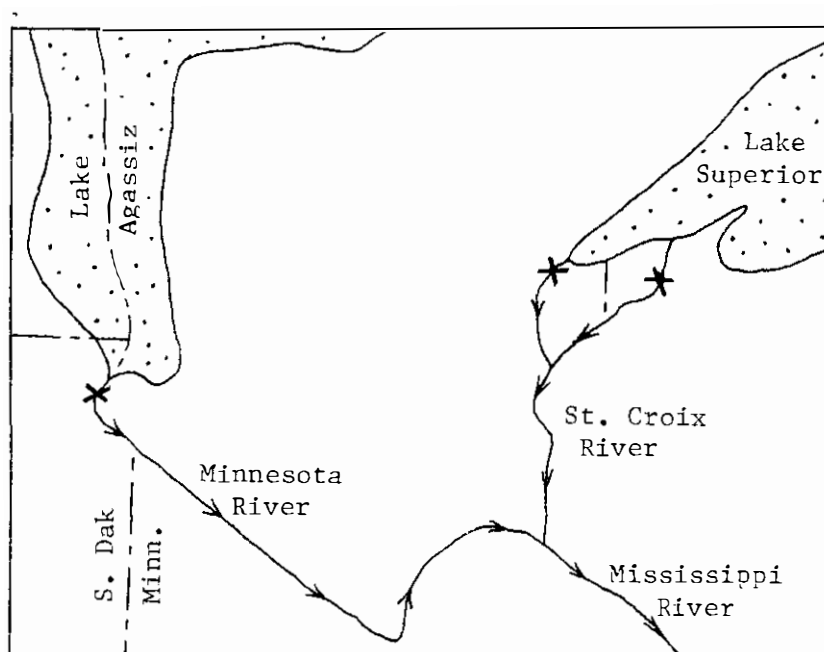 Lake
Agassiz
Lake
Superior
St. Croix
River
Minnesota
River
S. Dak
Minn.
Mississippi
River